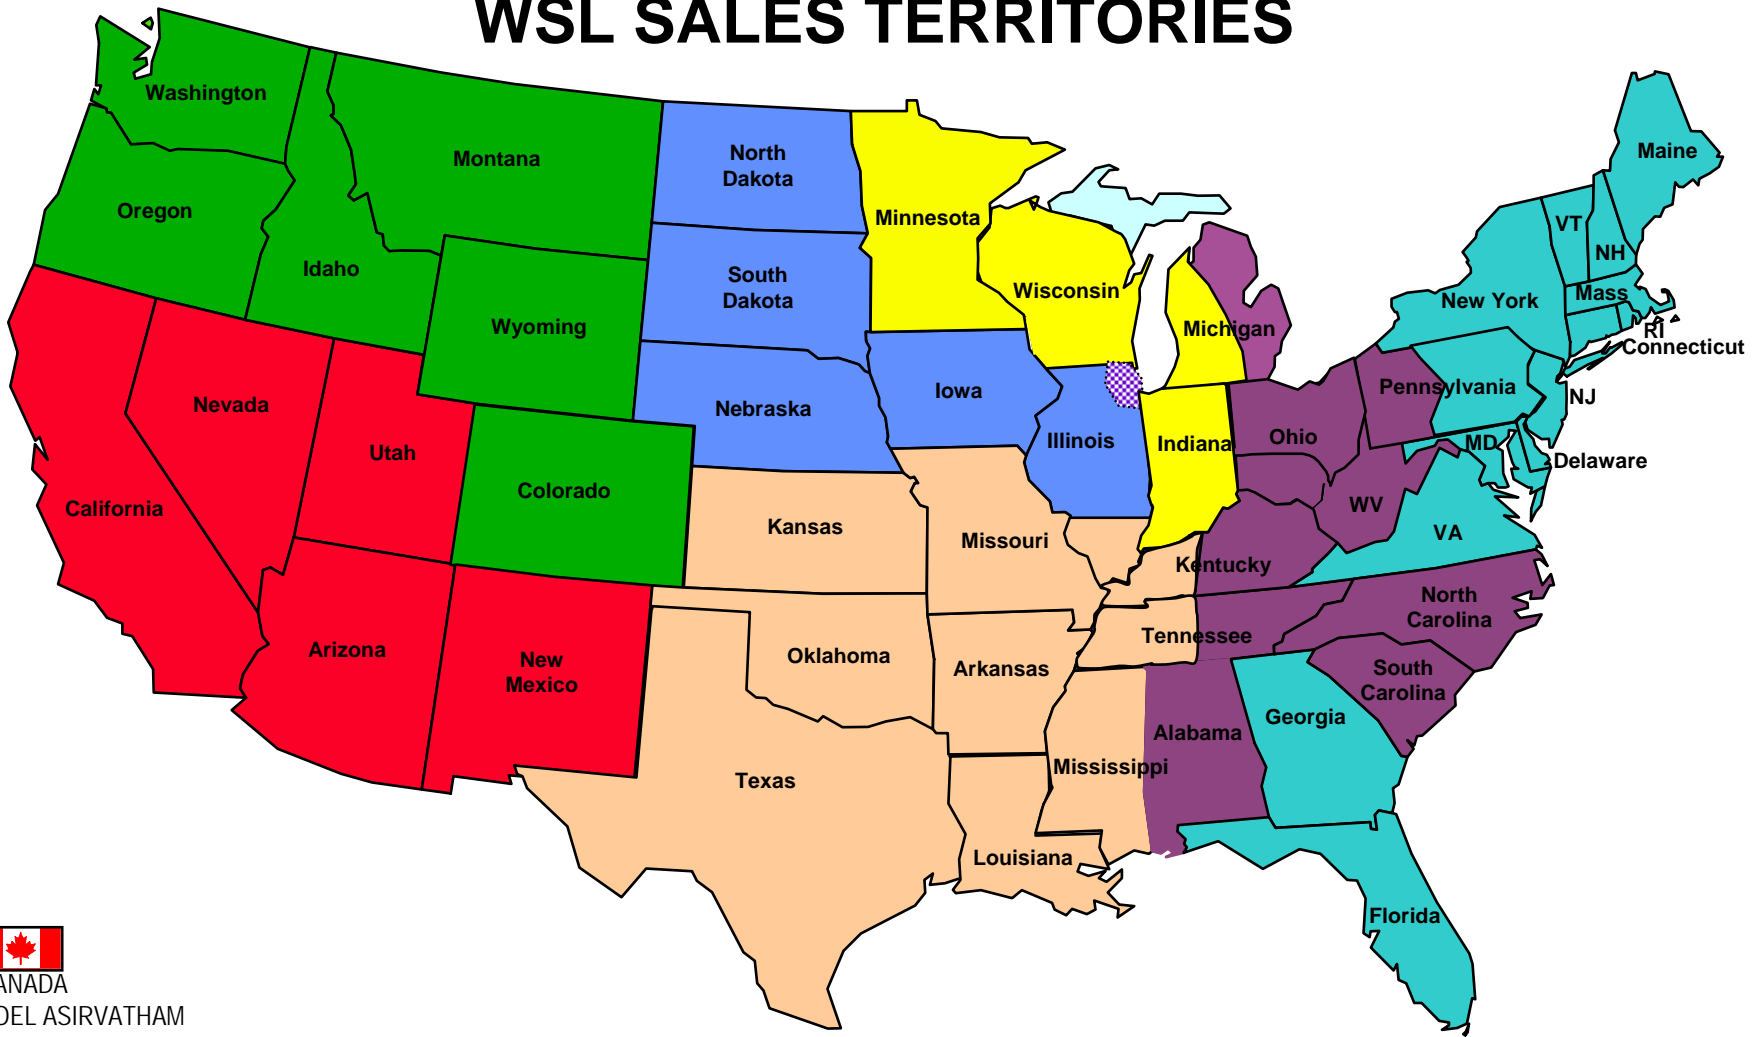 WSL SALES TERRITORIES
Washington
Montana
North
Dakota
Minnesota
Maine
Oregon
VT
NH
Idaho
South
Dakota
Wisconsin
Mass
New York
Wyoming
Michigan
RI
Connecticut
Nevada
Nebraska
Iowa
Pennsylvania
NJ
Utah
Illinois
Indiana
Ohio
MD
Delaware
California
Colorado
Kansas
Missouri
WV
VA
Kentucky
North
Carolina
Arizona
New
Mexico
Oklahoma
Arkansas
Tennessee
South
Carolina
Texas
Mississippi
Alabama
Georgia
Louisiana
Florida
ANADA
DEL ASIRVATHAM